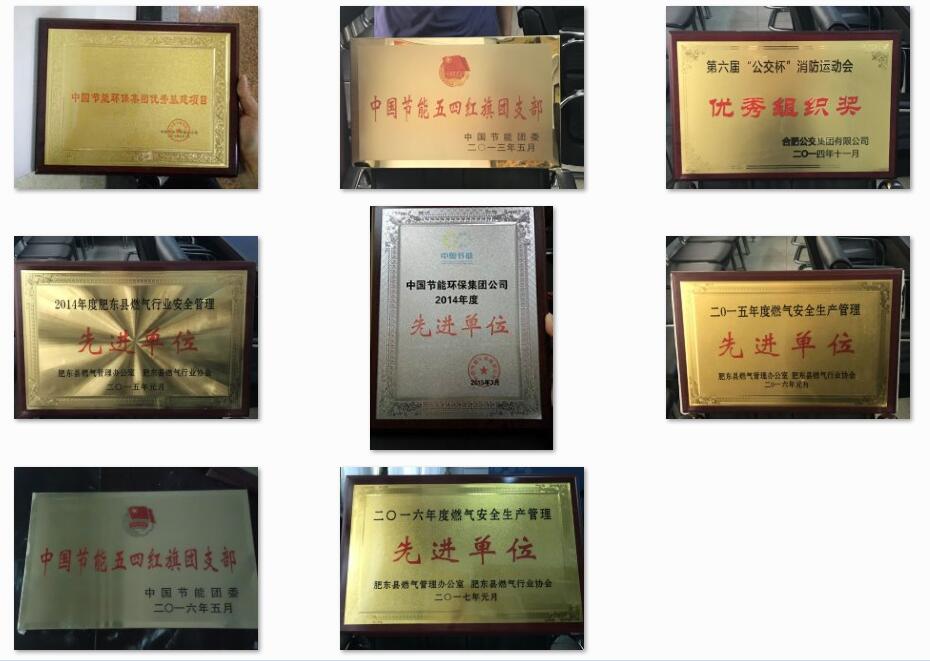 中国节能环保集团优秀基建项目
中国节能五四红旗团支部
中国节能团委
二〇一三年五月
第六届“公交杯”消防运动会
优秀组织奖
合肥公交集团有限公司
二〇一四年十一月
2014年度肥东县燃气行业安全管理
先进单位
肥东县燃气管理办公室 肥东县燃气行业协会
二〇一五年元月
中国节能
中国节能环保集团公司
2014年度
先进单位
2015年3月
二〇一五年度燃气安全生产管理
先进单位
肥东县燃气管理办公室 肥东县燃气行业协会
二〇一六年元月
中国节能五四红旗团支部
中国节能团委
二〇一六年五月
二〇一六年度燃气安全生产管理
先进单位
肥东县燃气管理办公室 肥东县燃气行业协会
二〇一七年元月